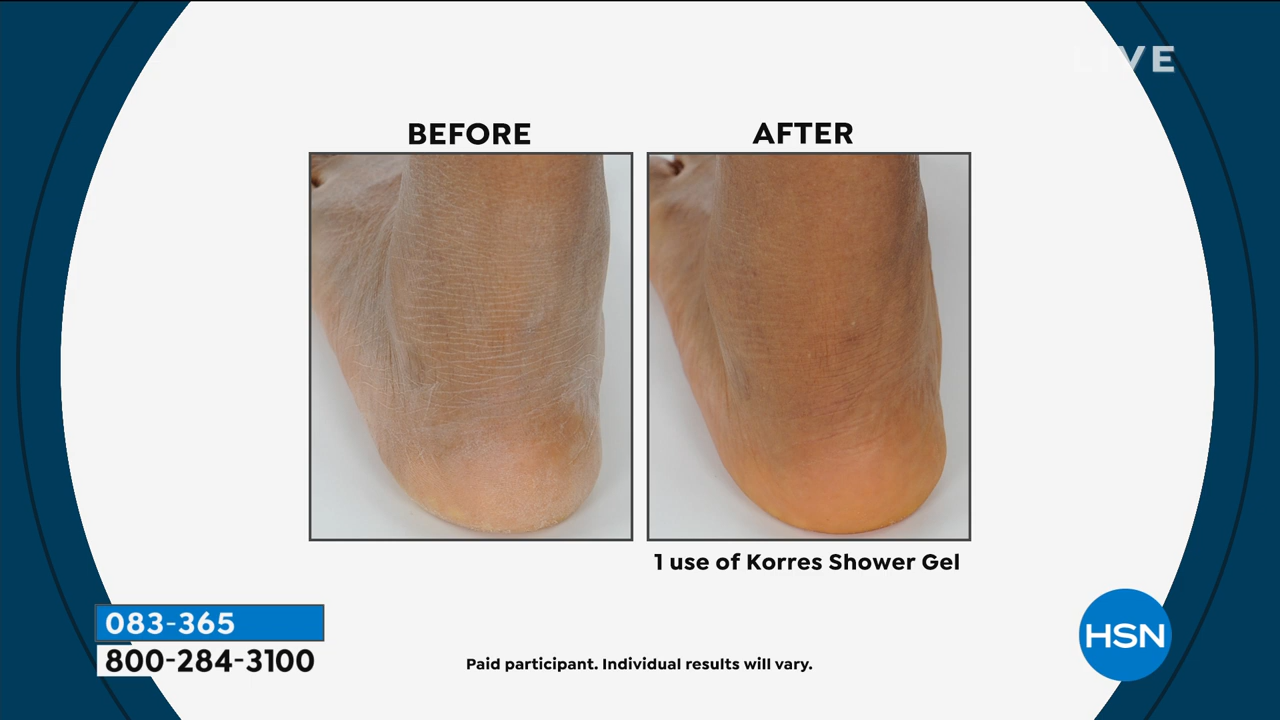 LIVE
BEFORE
AFTER
1 use of Korres Shower Gel
083-365
800-284-3100
Paid participant. Individual results will vary.
HSN